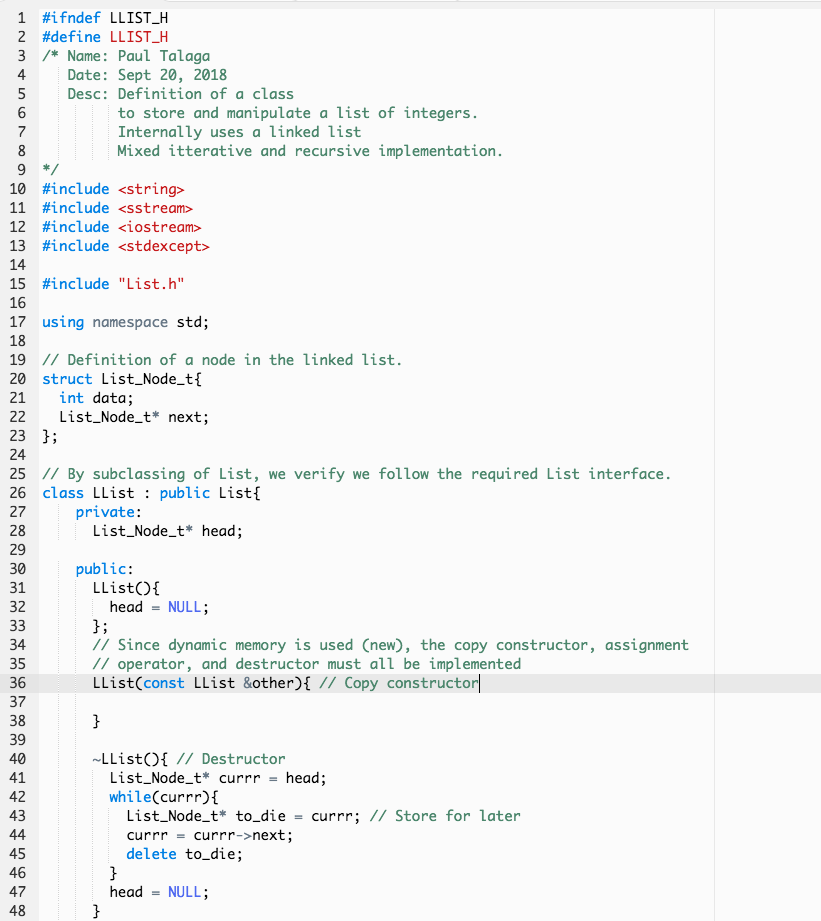 1 #ifndef LLIST_H
2 #define LLIST_H
3 /* Name: Paul Talaga
4    Date: Sept 20, 2018
5    Desc: Definition of a class
6          to store and manipulate a list of integers.
7          Internally uses a linked list
8          Mixed itterative and recursive implementation.
9 */
10 #include <string>
11 #include <sstream>
12 #include <iostream>
13 #include <stdexcept>
14
15 #include "List.h"
16
17 using namespace std;
18
19 // Definition of a node in the linked list.
20 struct List_Node_t{
21   int data;
22   List_Node_t* next;
23 };
24
25 // By subclassing of List, we verify we follow the required List interface.
26 class LList : public List{
27     private:
28       List_Node_t* head;
29
30     public:
31       LList(){
32         head = NULL;
33       };
34       // Since dynamic memory is used (new), the copy constructor, assignment
35       // operator, and destructor must all be implemented
36       LList(const LList &other){ // Copy constructor
37
38       }
39
40       ~LList(){ // Destructor
41         List_Node_t* currr = head;
42         while(currr){
43           List_Node_t* to_die = currr; // Store for later
44           currr = currr->next;
45           delete to_die;
46         }
47         head = NULL;
48       }